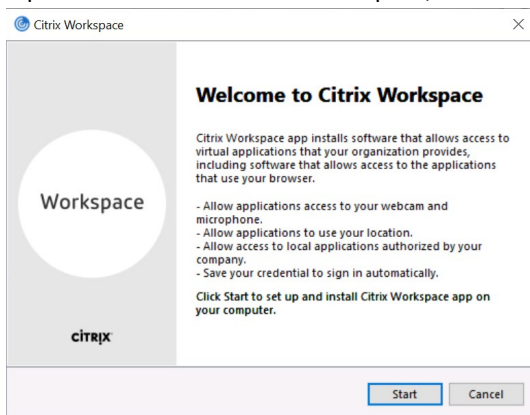 Citrix Workspace
Welcome to Citrix Workspace
Citrix Workspace app installs software that allows access to
virtual applications that your organization provides,
including software that allows access to the applications
that use your browser.
- Allow applications access to your webcam and
microphone.
- Allow applications to use your location.
- Allow access to local applications authorized by your
company.
- Save your credential to sign in automatically.
Click Start to set up and install Citrix Workspace app on
your computer.
Workspace
citrix
Start
Cancel